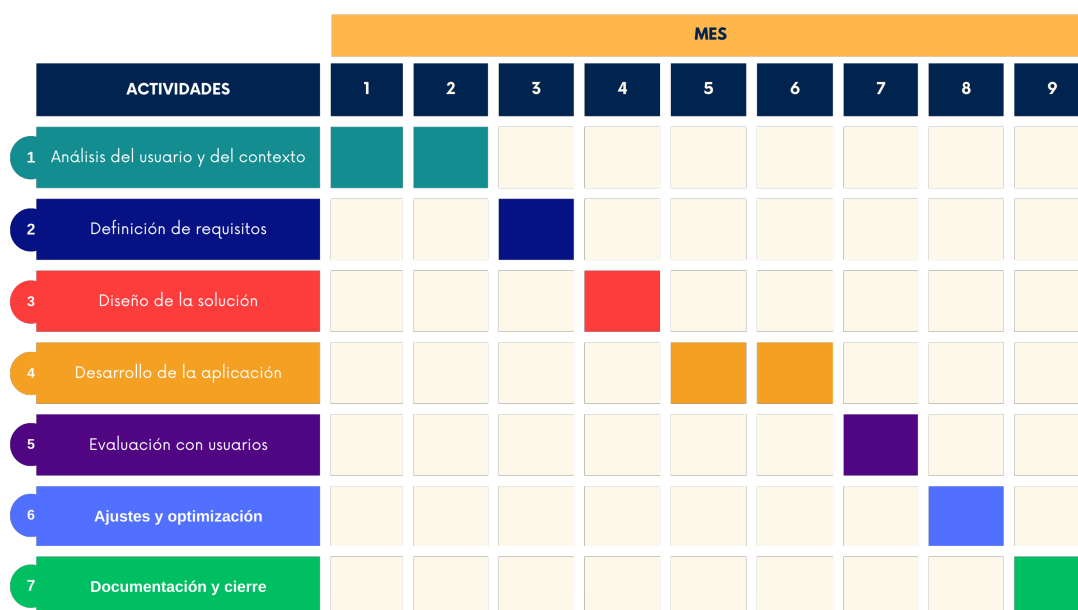 MES
ACTIVIDADES 1 2 3 4 5 6 7 8 9
1 Análisis del usuario y del contexto
2 Definición de requisitos
3 Diseño de la solución
4 Desarrollo de la aplicación
5 Evaluación con usuarios
6 Ajustes y optimización
7 Documentación y cierre